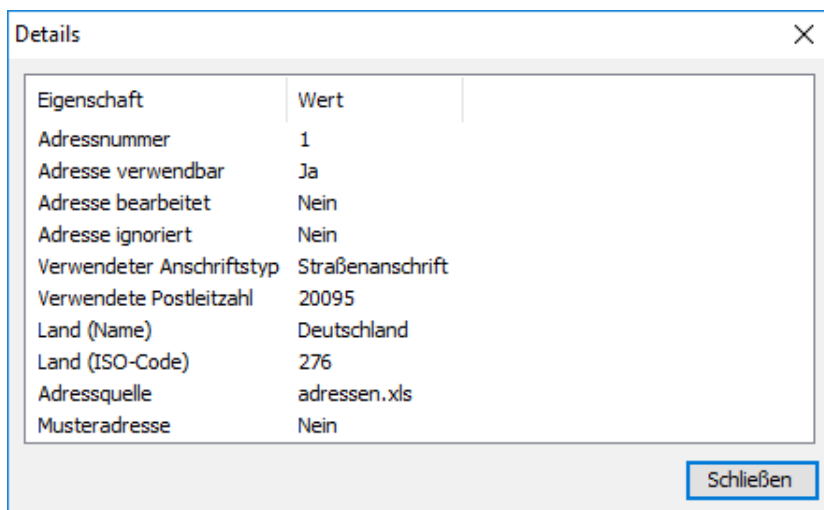 Details
Eigenschaft Wert
Adressnummer 1
Adresse verwendbar Ja
Adresse bearbeitet Nein
Adresse ignoriert Nein
Verwendeter Anschriftstyp Straßenanschrift
Verwendete Postleitzahl 20095
Land (Name) Deutschland
Land (ISO-Code) 276
Adressquelle adressen.xls
Musteradresse Nein
Schließen